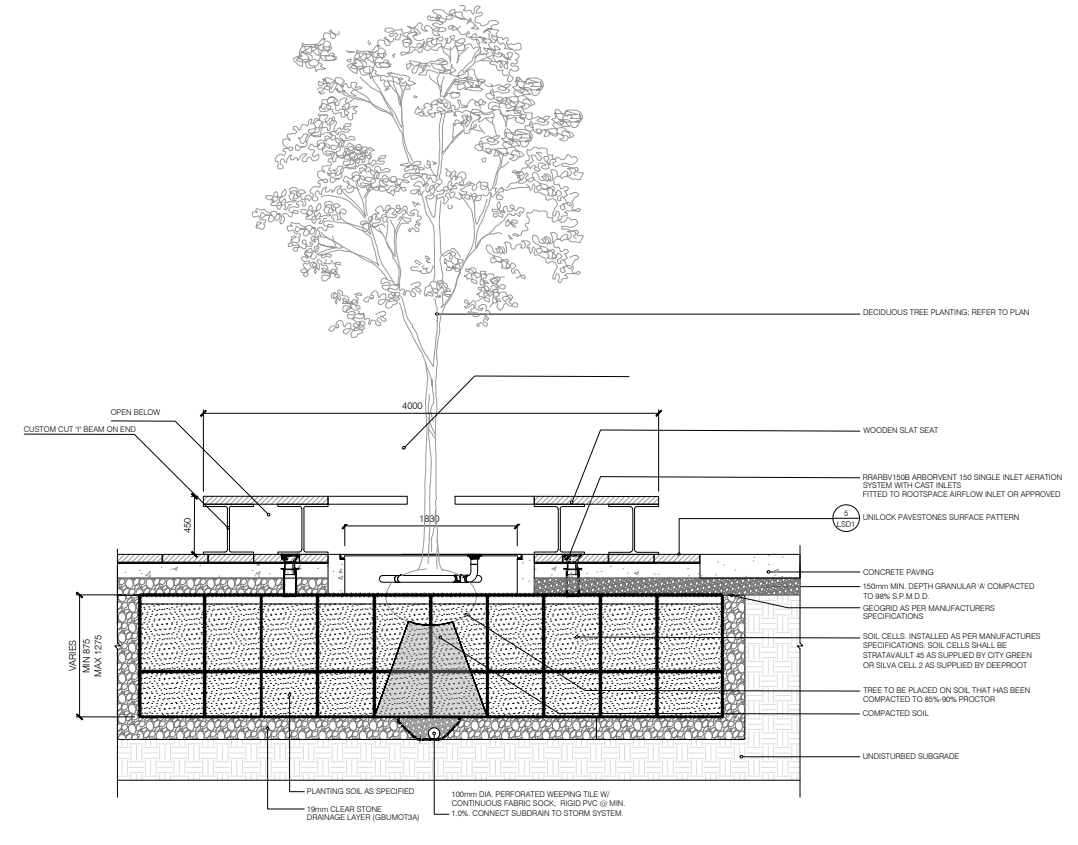 DECIDUOUS TREE PLANTING; REFER TO PLAN
4000
OPEN BELOW
CUSTOM CUT 'I' BEAM ON END
WOODEN SLAT SEAT
RRARBV150B ARBORVENT 150 SINGLE INLET AERATION
SYSTEM WITH CAST INLETS
FITTED TO ROOTSPACE AIRFLOW INLET OR APPROVED
450
1830
5
LSD1
UNILOCK PAVESTONES SURFACE PATTERN
CONCRETE PAVING
150mm MIN. DEPTH GRANULAR 'A' COMPACTED
TO 98% S.P.M.D.D.
GEOGRID AS PER MANUFACTURERS
SPECIFICATIONS
VARIES
MIN 875
MAX 1275
SOIL CELLS. INSTALLED AS PER MANUFACTURES
SPECIFICATIONS. SOIL CELLS SHALL BE
STRATAVAULT 45 AS SUPPLIED BY CITY GREEN
OR SILVA CELL 2 AS SUPPLIED BY DEEPROOT
TREE TO BE PLACED ON SOIL THAT HAS BEEN
COMPACTED TO 85%-90% PROCTOR
COMPACTED SOIL
UNDISTURBED SUBGRADE
PLANTING SOIL AS SPECIFIED
19mm CLEAR STONE
DRAINAGE LAYER (GBUMOT3A)
100mm DIA. PERFORATED WEEPING TILE W/
CONTINUOUS FABRIC SOCK; RIGID PVC @ MIN.
1.0%. CONNECT SUBDRAIN TO STORM SYSTEM.